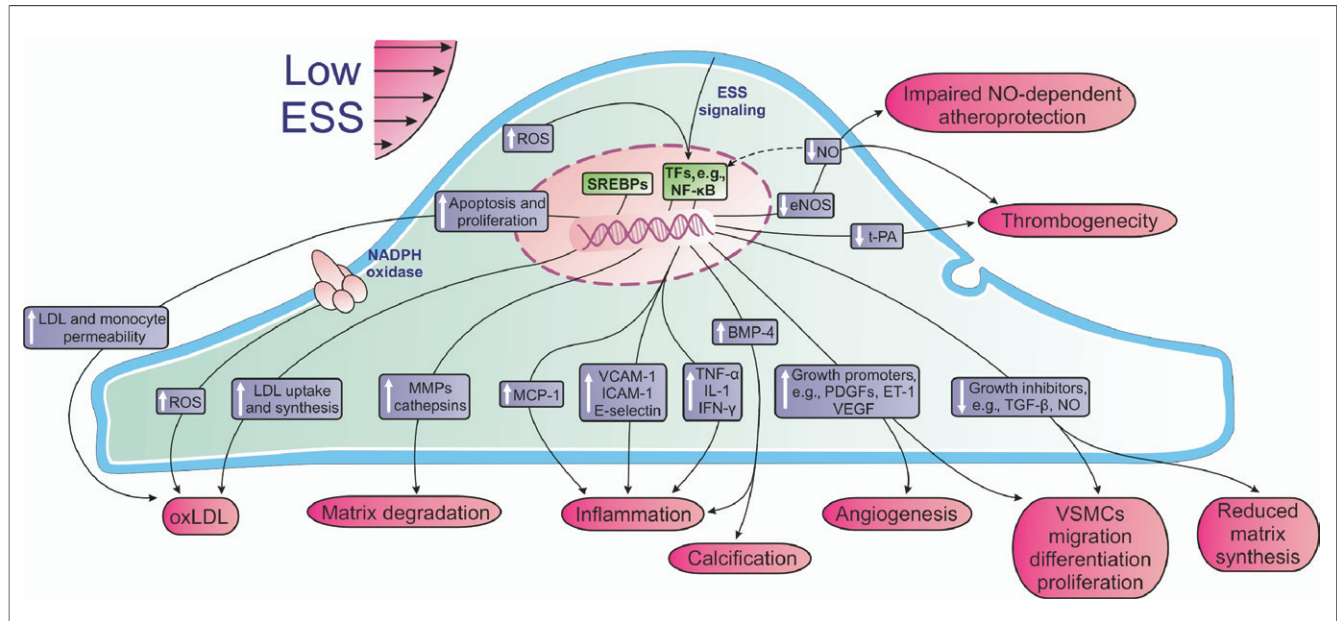 Low
ESS
ESS
signaling
Impaired NO-dependent
atheroprotection
ROS
NO
SREBPs
TFs, e.g.,
NF-κB
Apoptosis and
proliferation
eNOS
Thrombogenecity
t-PA
NADPH
oxidase
LDL and monocyte
permeability
BMP-4
ROS
LDL uptake
and synthesis
MMPs
cathepsins
MCP-1
VCAM-1
ICAM-1
E-selectin
TNF-α
IL-1
IFN-γ
Growth promoters,
e.g., PDGFs, ET-1
VEGF
Growth inhibitors,
e.g., TGF-β, NO
oxLDL
Matrix degradation
Inflammation
Calcification
Angiogenesis
VSMCs
migration
differentiation
proliferation
Reduced
matrix
synthesis